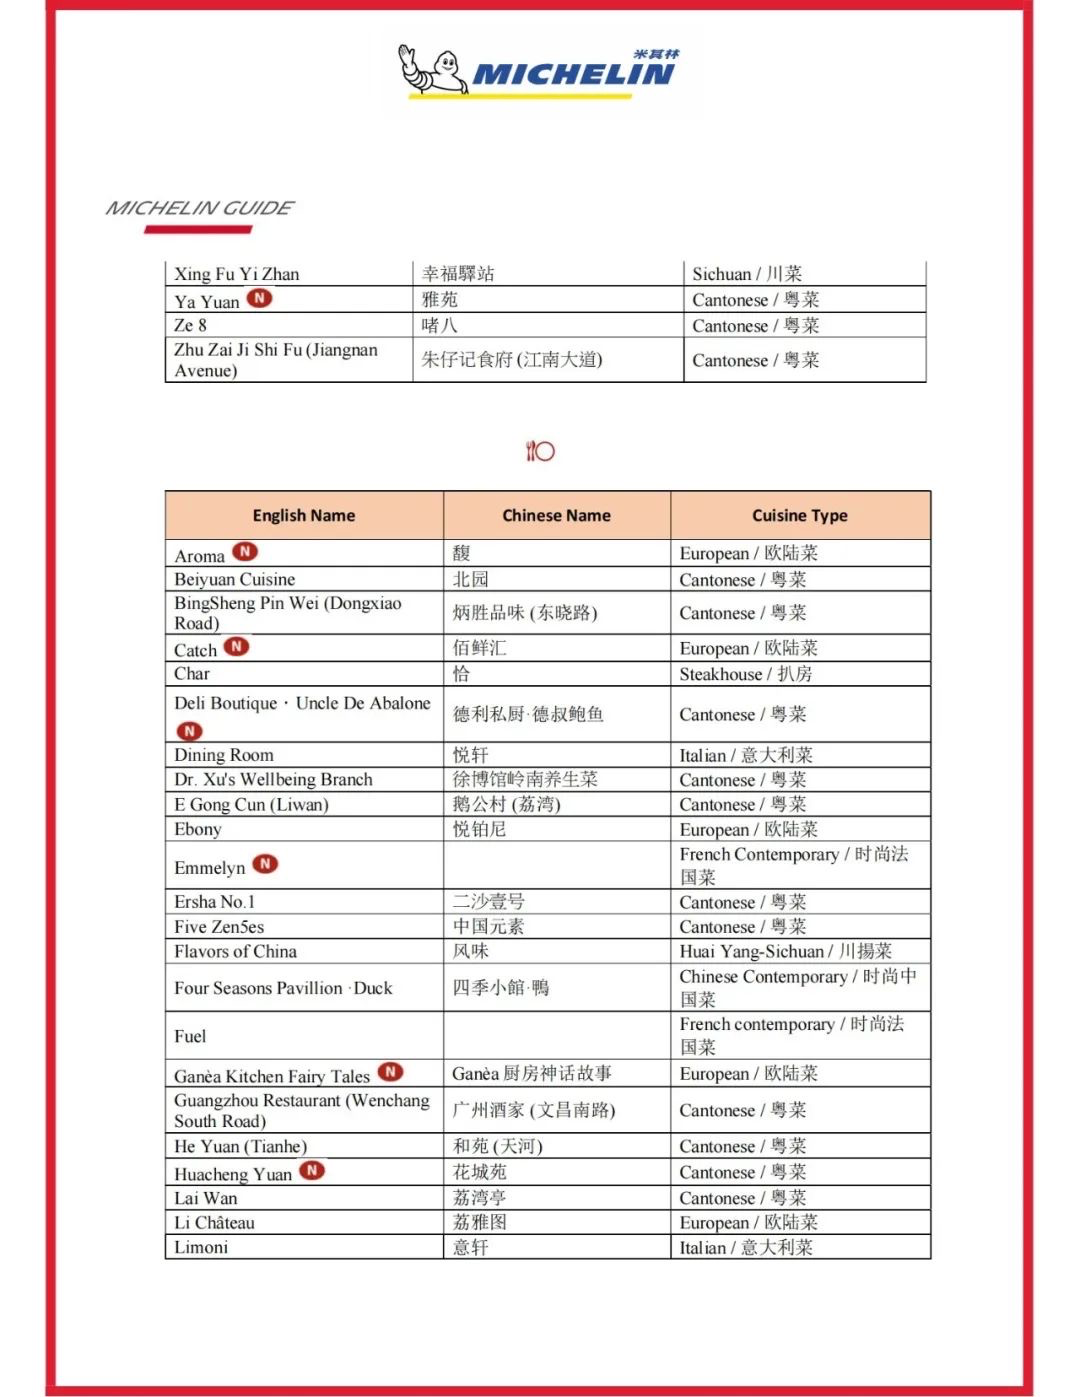 米其林
MICHELIN
MICHELIN GUIDE
Xing Fu Yi Zhan 幸福驛站 Sichuan / 川菜
Ya Yuan N 雅苑 Cantonese / 粤菜
Ze 8 啫八 Cantonese / 粤菜
Zhu Zai Ji Shi Fu (Jiangnan
Avenue) 朱仔记食府 (江南大道) Cantonese / 粤菜
English Name Chinese Name Cuisine Type
Aroma N 馥 European / 欧陆菜
Beiyuan Cuisine 北园 Cantonese / 粤菜
BingSheng Pin Wei (Dongxiao
Road) 炳胜品味 (东晓路) Cantonese / 粤菜
Catch N 佰鲜汇 European / 欧陆菜
Char 恰 Steakhouse / 扒房
Deli Boutique · Uncle De Abalone
N 德利私厨·德叔鲍鱼 Cantonese / 粤菜
Dining Room 悦轩 Italian / 意大利菜
Dr. Xu's Wellbeing Branch 徐博馆岭南养生菜 Cantonese / 粤菜
E Gong Cun (Liwan) 鹅公村 (荔湾) Cantonese / 粤菜
Ebony 悦铂尼 European / 欧陆菜
Emmelyn N French Contemporary / 时尚法
国菜
Ersha No.1 二沙壹号 Cantonese / 粤菜
Five Zen5es 中国元素 Cantonese / 粤菜
Flavors of China 风味 Huai Yang-Sichuan / 川揚菜
Four Seasons Pavillion ·Duck 四季小館·鴨 Chinese Contemporary / 时尚中
国菜
Fuel French contemporary / 时尚法
国菜
Ganèa Kitchen Fairy Tales N Ganèa 厨房神话故事 European / 欧陆菜
Guangzhou Restaurant (Wenchang
South Road) 广州酒家 (文昌南路) Cantonese / 粤菜
He Yuan (Tianhe) 和苑 (天河) Cantonese / 粤菜
Huacheng Yuan N 花城苑 Cantonese / 粤菜
Lai Wan 荔湾亭 Cantonese / 粤菜
Li Château 荔雅图 European / 欧陆菜
Limoni 意轩 Italian / 意大利菜